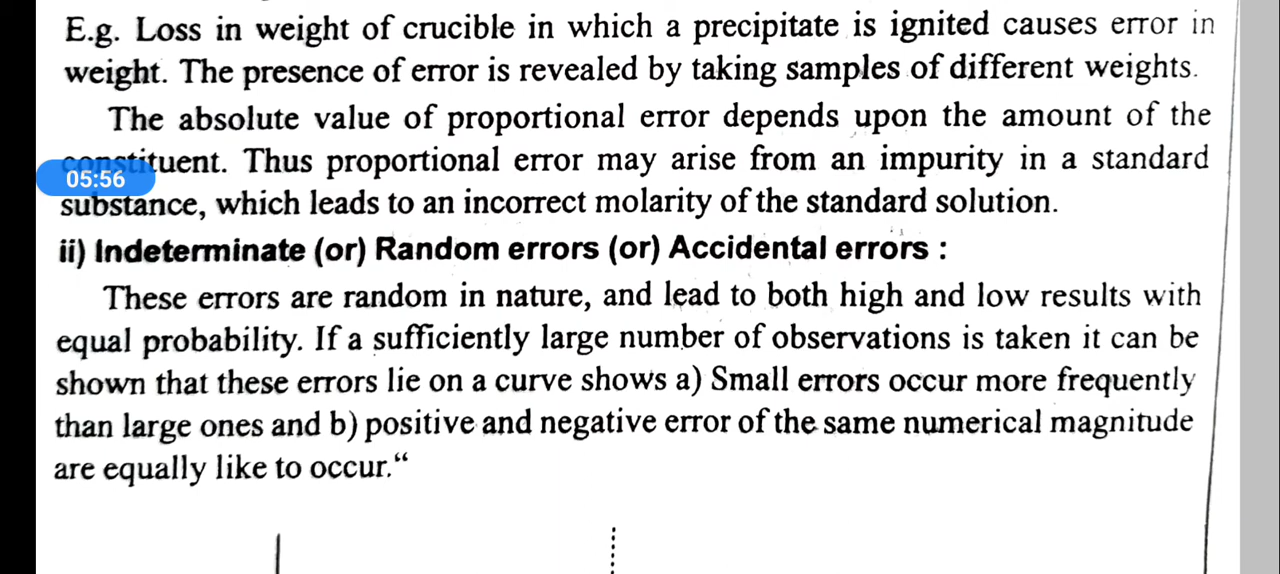 E.g. Loss in weight of crucible in which a precipitate is ignited causes error in
weight. The presence of error is revealed by taking samples of different weights.
The absolute value of proportional error depends upon the amount of the
constituent. Thus proportional error may arise from an impurity in a standard
05:56
substance, which leads to an incorrect molarity of the standard solution.
ii) Indeterminate (or) Random errors (or) Accidental errors :
These errors are random in nature, and lead to both high and low results with
equal probability. If a sufficiently large number of observations is taken it can be
shown that these errors lie on a curve shows a) Small errors occur more frequently
than large ones and b) positive and negative error of the same numerical magnitude
are equally like to occur.“